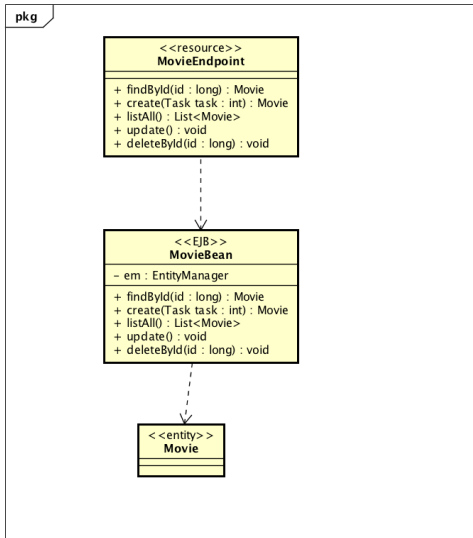 pkg
<<resource>>
MovieEndpoint
+ findById(id : long) : Movie
+ create(Task task : int) : Movie
+ listAll() : List<Movie>
+ update() : void
+ deleteById(id : long) : void
<<EJB>>
MovieBean
- em : EntityManager
+ findById(id : long) : Movie
+ create(Task task : int) : Movie
+ listAll() : List<Movie>
+ update() : void
+ deleteById(id : long) : void
<<entity>>
Movie